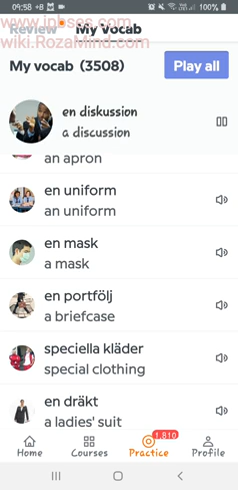 09:58 +B
100%
www.inbses.com
Review
My Vocab
wiki.RozaMind.com
My vocab (3508)
Play all
en diskussion
a discussion
an apron
en uniform
an uniform
en mask
a mask
en portfölj
a briefcase
speciella kläder
special clothing
en dräkt
a ladies' suit
1,810
Home
Courses
Practice
Profile